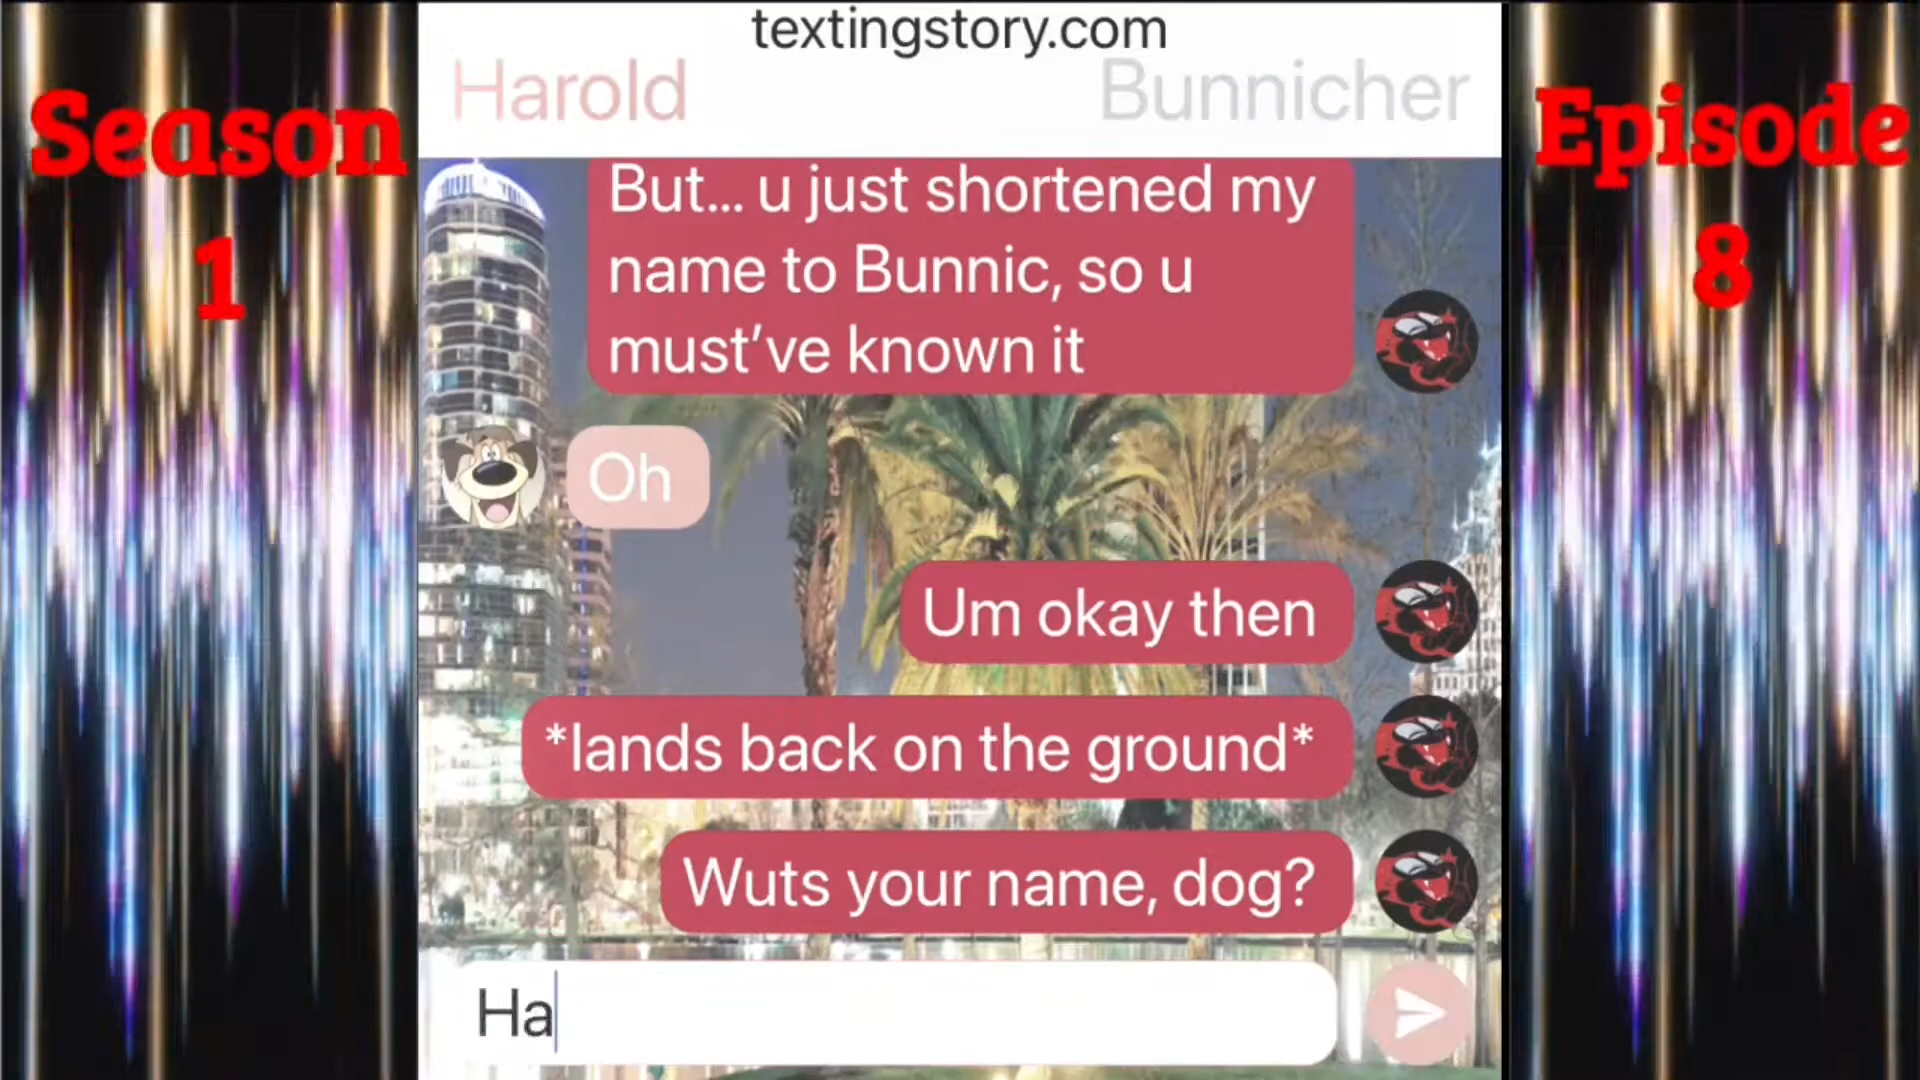 textingstory.com
Harold
Bunnicher
Season
1
Episode
8
But... u just shortened my
name to Bunnic, so u
must’ve known it
Oh
Um okay then
*lands back on the ground*
Wuts your name, dog?
Ha